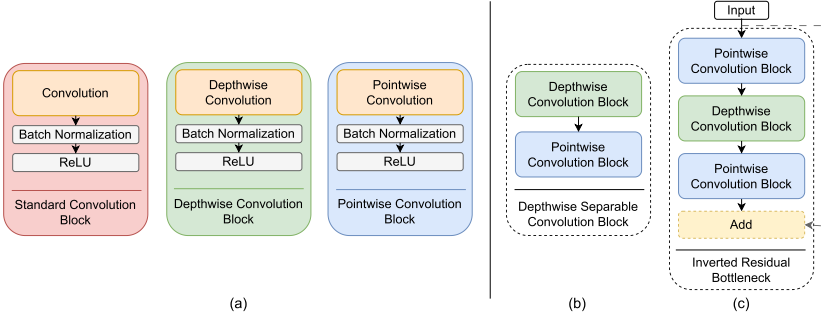 Convolution
Batch Normalization
ReLU
Standard Convolution
Block
Depthwise
Convolution
Batch Normalization
ReLU
Depthwise Convolution
Block
Pointwise
Convolution
Batch Normalization
ReLU
Pointwise Convolution
Block
(a)
Depthwise
Convolution Block
Pointwise
Convolution Block
Depthwise Separable
Convolution Block
(b)
Input
Pointwise
Convolution Block
Depthwise
Convolution Block
Pointwise
Convolution Block
Add
Inverted Residual
Bottleneck
(c)